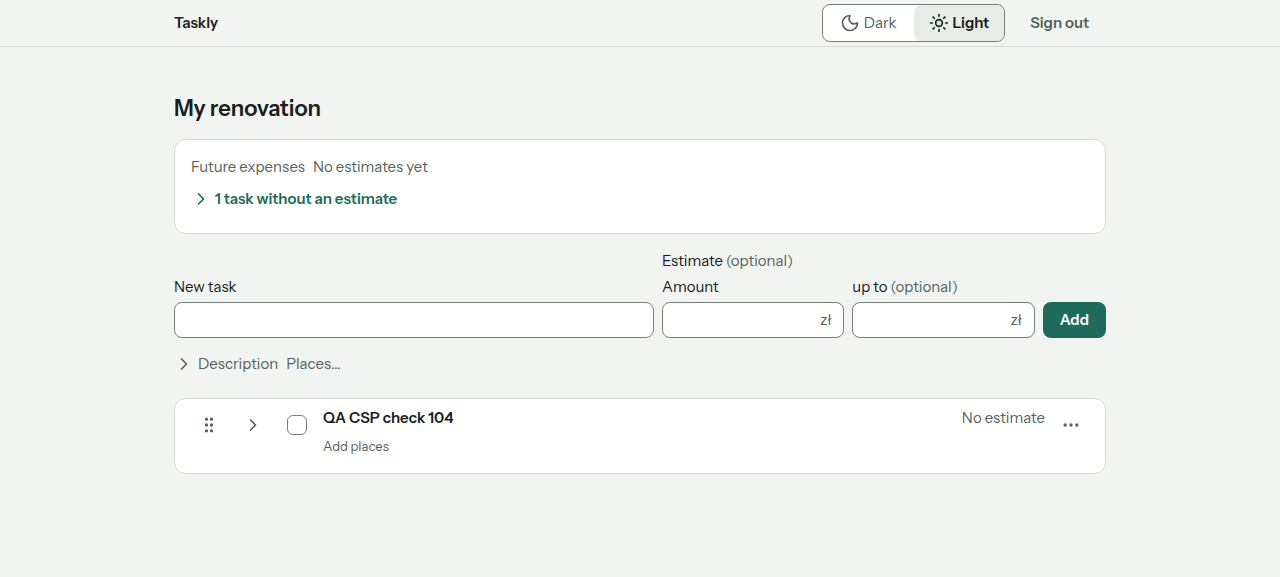 Taskly
Dark Light Sign out
My renovation
Future expenses No estimates yet
1 task without an estimate
Estimate (optional)
New task Amount up to (optional)
zł zł Add
Description Places...
QA CSP check 104 No estimate
Add places